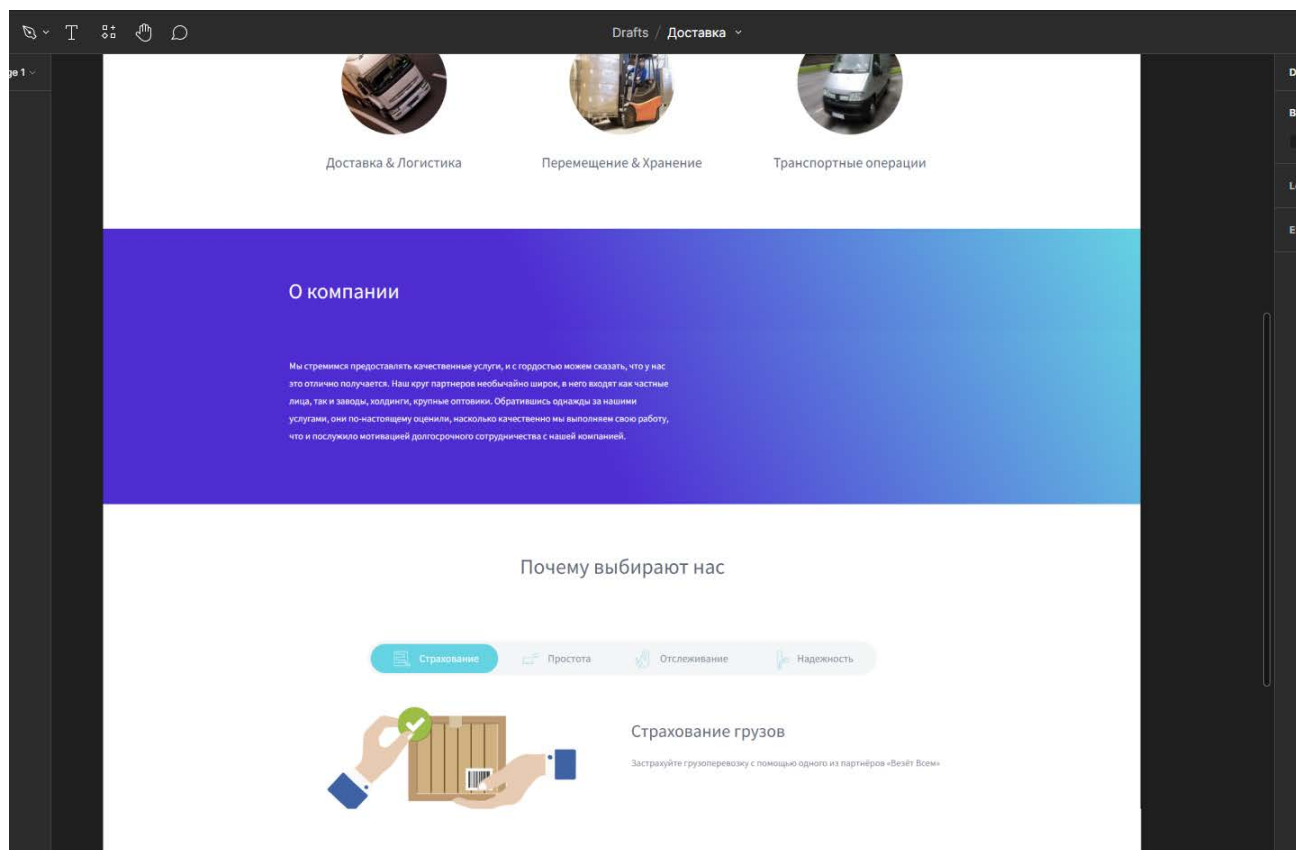 Drafts / Доставка
ge 1
D
B
L
E
Доставка & Логистика
Перемещение & Хранение
Транспортные операции
О компании
Мы стремимся предоставлять качественные услуги, и с гордостью можем сказать, что у нас
это отлично получается. Наш круг партнеров необычайно широк, в него входят как частные
лица, так и заводы, холдинги, крупные оптовики. Обратившись однажды за нашими
услугами, они по-настоящему оценили, насколько качественно мы выполняем свою работу,
что и послужило мотивацией долгосрочного сотрудничества с нашей компанией.
Почему выбирают нас
Страхование
Простота
Отслеживание
Надежность
Страхование грузов
Застрахуйте грузоперевозку с помощью одного из партнёров «Везёт Всем»